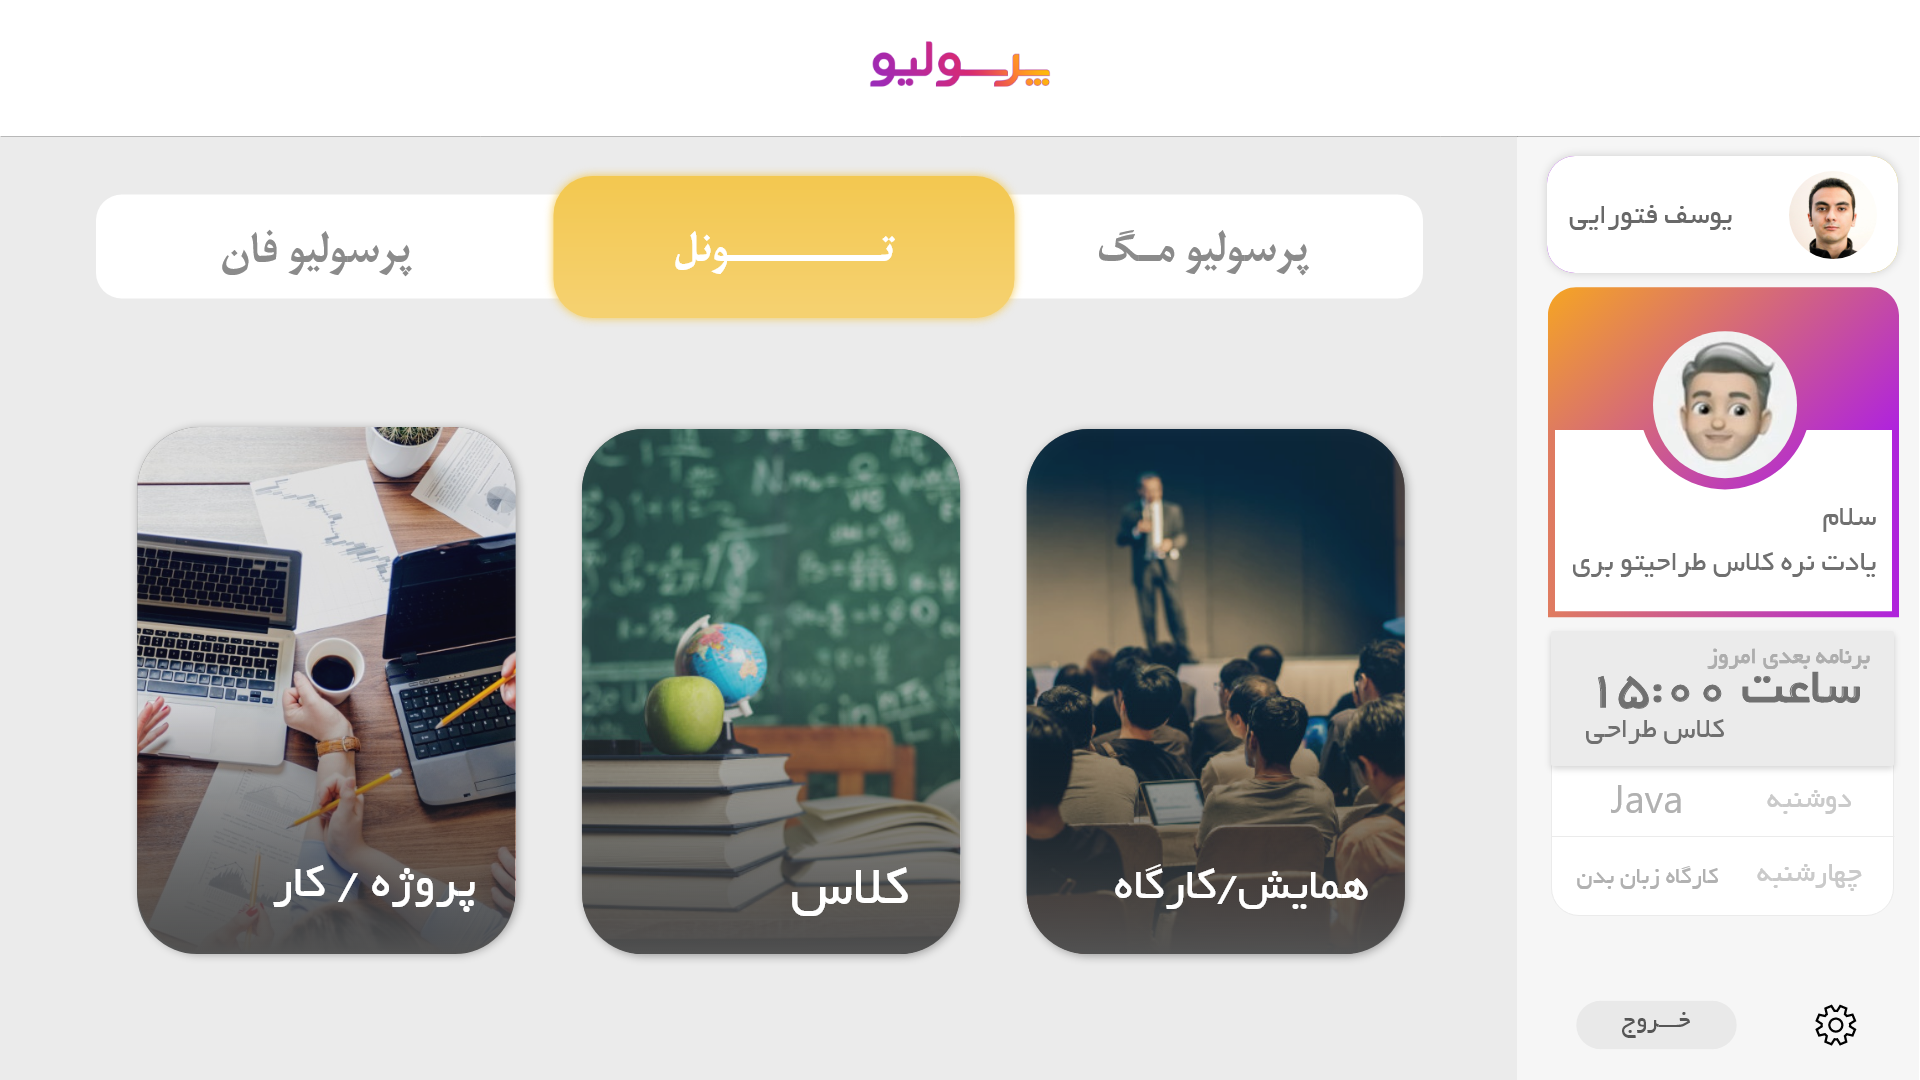 پرسولیو
پرسولیو مگ
تونل
پرسولیو فان
همایش/کارگاه
کلاس
پروژه / کار
یوسف فتورایی
سلام
یادت نره کلاس طراحیتو بری
برنامه بعدی امروز
ساعت ۱۵:۰۰
کلاس طراحی
دوشنبه Java
چهارشنبه کارگاه زبان بدن
خروج